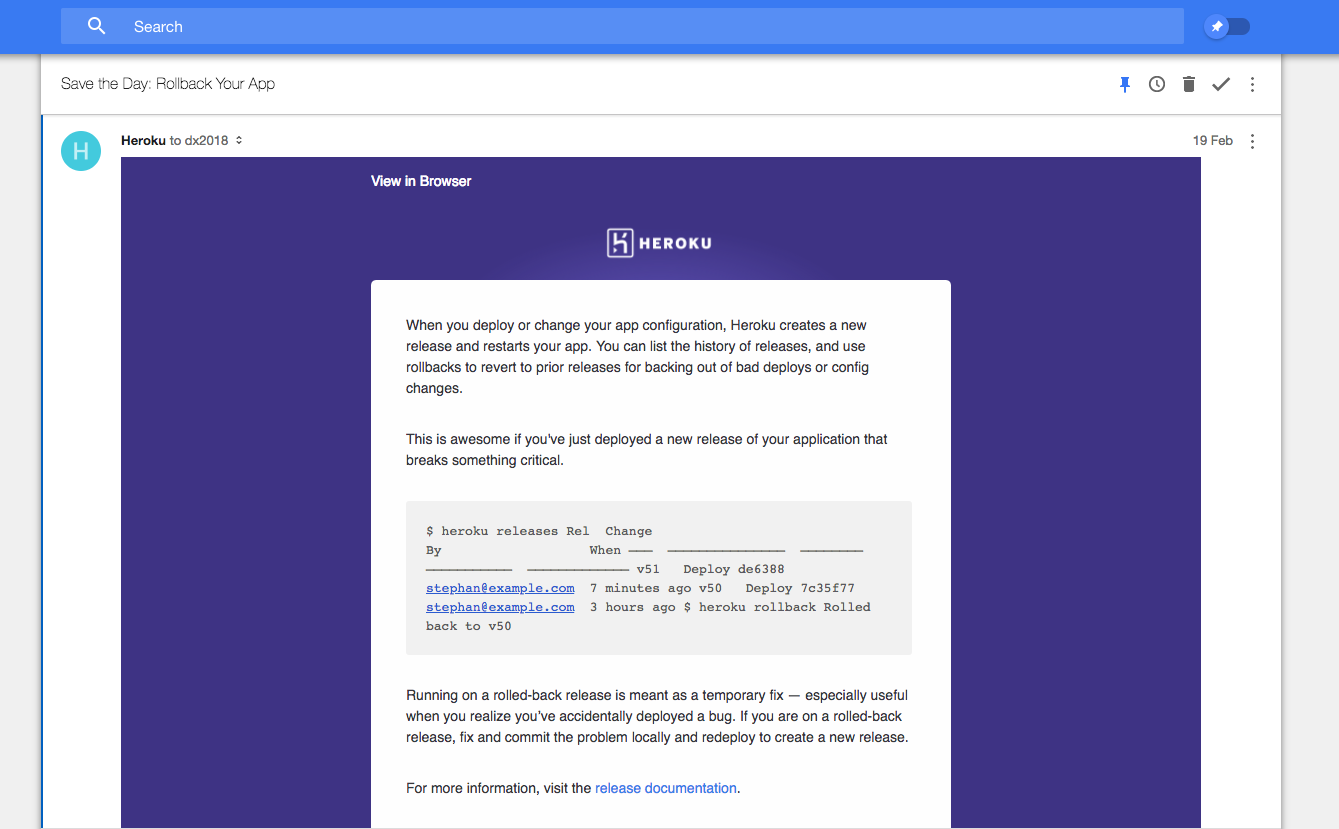 Search
Save the Day: Rollback Your App
H
Heroku to dx2018
19 Feb
View in Browser
HEROKU
When you deploy or change your app configuration, Heroku creates a new
release and restarts your app. You can list the history of releases, and use
rollbacks to revert to prior releases for backing out of bad deploys or config
changes.
This is awesome if you've just deployed a new release of your application that
breaks something critical.
$ heroku releases Rel  Change
By                   When ———  ———————————————  ————————
———————————  ————————————— v51   Deploy de6388
stephan@example.com  7 minutes ago v50   Deploy 7c35f77
stephan@example.com  3 hours ago $ heroku rollback Rolled
back to v50
Running on a rolled-back release is meant as a temporary fix — especially useful
when you realize you've accidentally deployed a bug. If you are on a rolled-back
release, fix and commit the problem locally and redeploy to create a new release.
For more information, visit the release documentation.